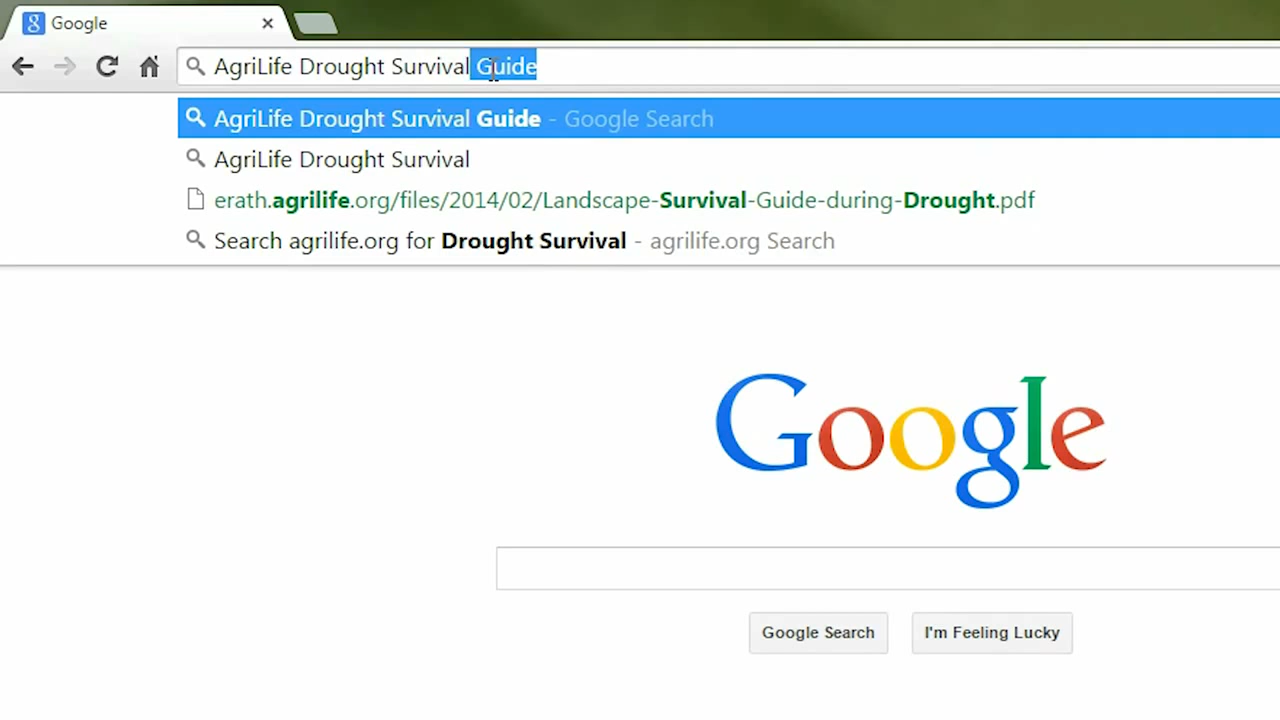 Google
AgriLife Drought Survival Guide
AgriLife Drought Survival Guide - Google Search
AgriLife Drought Survival
erath.agrilife.org/files/2014/02/Landscape-Survival-Guide-during-Drought.pdf
Search agrilife.org for Drought Survival - agrilife.org Search
Google
Google Search
I'm Feeling Lucky